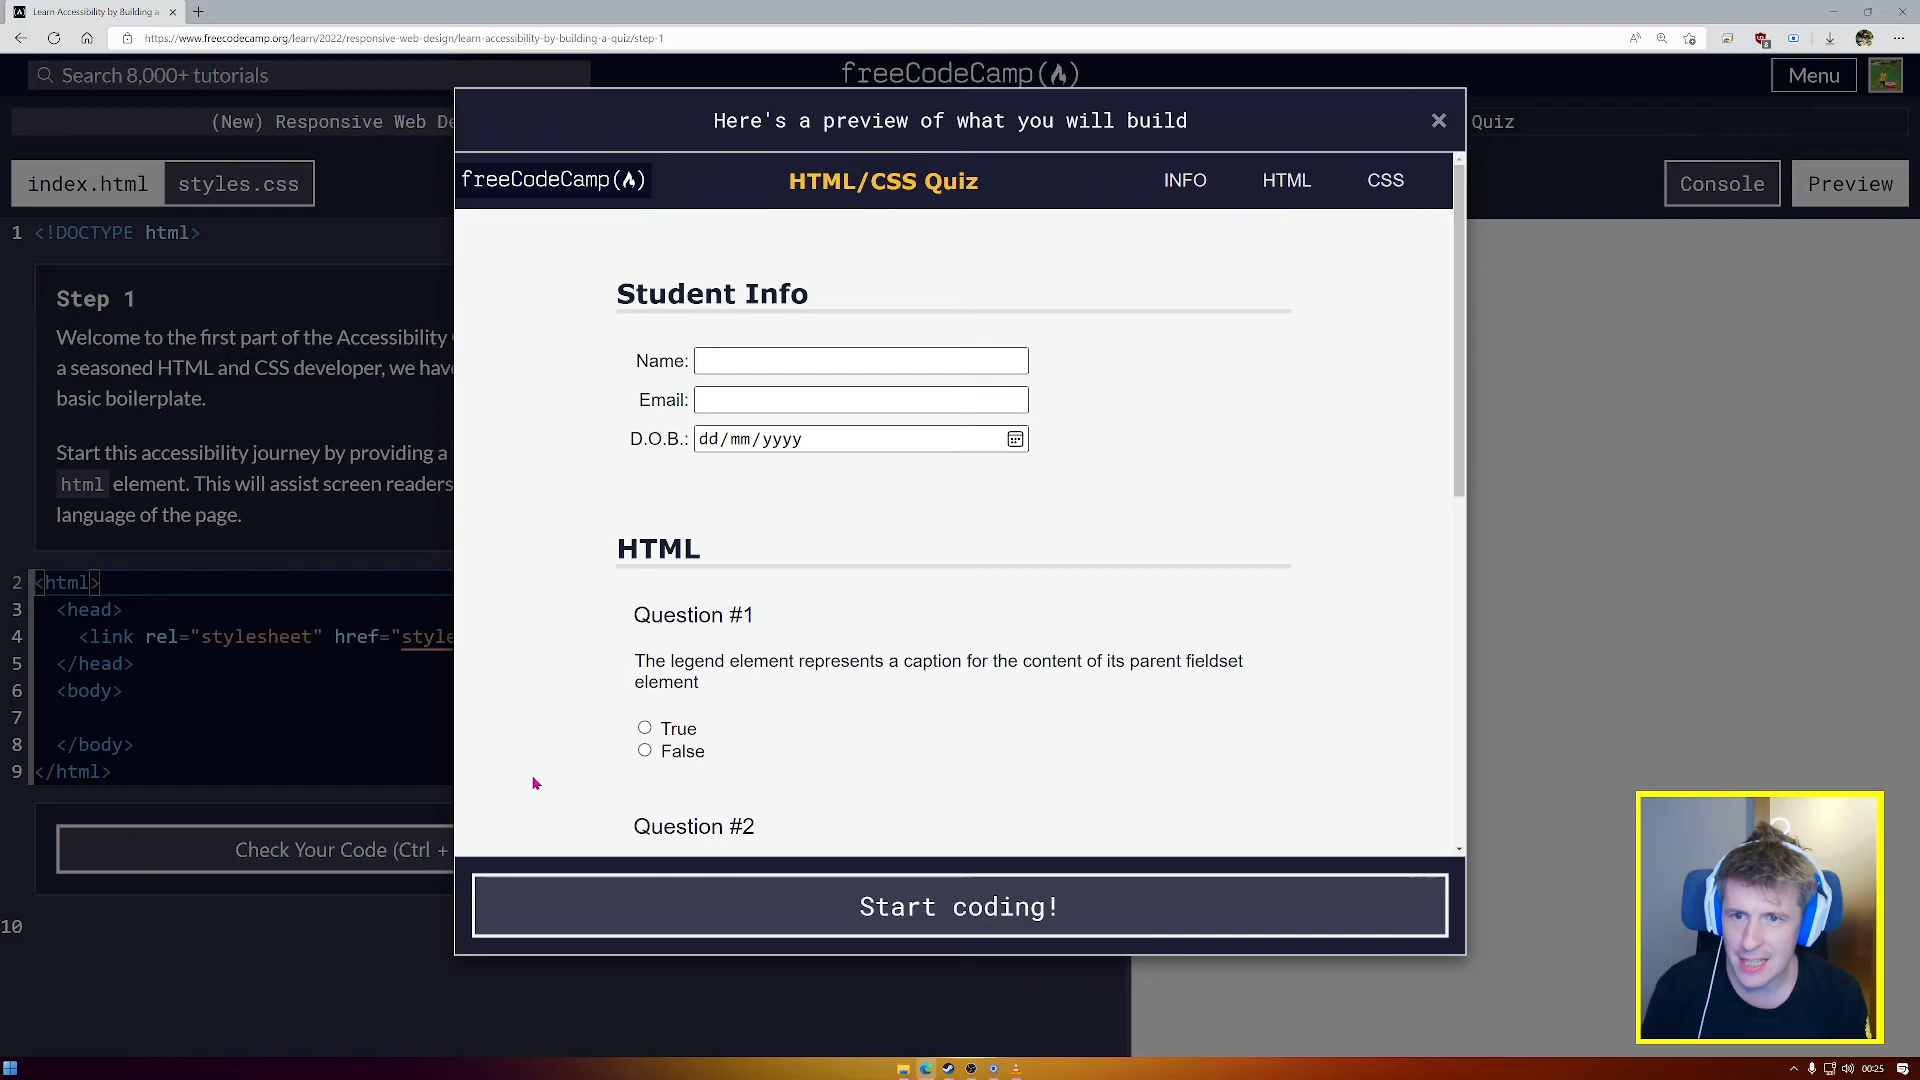 Learn Accessibility by Building a
https://www.freecodecamp.org/learn/2022/responsive-web-design/learn-accessibility-by-building-a-quiz/step-1
Search 8,000+ tutorials
freeCodeCamp
Menu
(New) Responsive Web De
Quiz
Here's a preview of what you will build
index.html
styles.css
Console
Preview
freeCodeCamp
HTML/CSS Quiz
INFO
HTML
CSS
1 <!DOCTYPE html>
Step 1
Welcome to the first part of the Accessibility
a seasoned HTML and CSS developer, we have
basic boilerplate.
Start this accessibility journey by providing a
html element. This will assist screen readers
language of the page.
2 <html>
3 <head>
4 <link rel="stylesheet" href="style
5 </head>
6 <body>
7
8 </body>
9 </html>
Check Your Code (Ctrl +
10
Student Info
Name:
Email:
D.O.B.: dd/mm/yyyy
HTML
Question #1
The legend element represents a caption for the content of its parent fieldset
element
True
False
Question #2
Start coding!
00:25